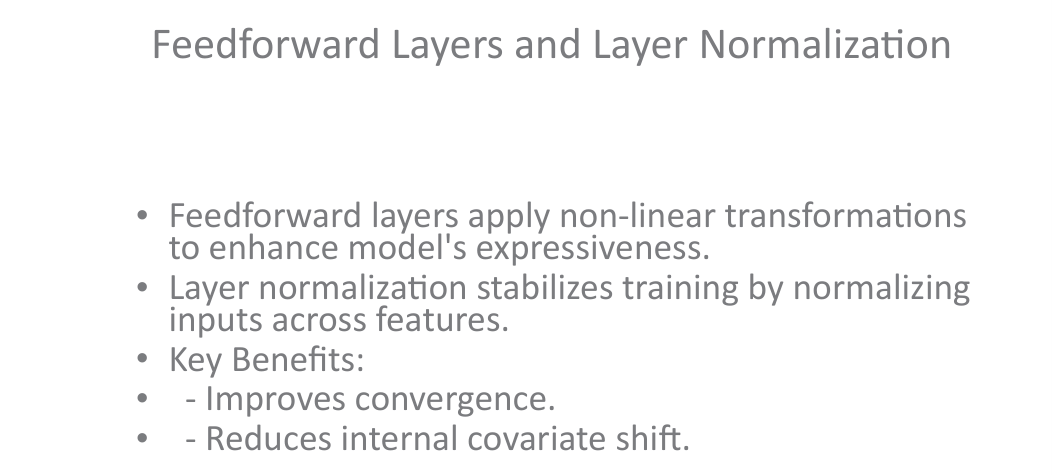 Feedforward Layers and Layer Normalization
• Feedforward layers apply non-linear transformations
to enhance model's expressiveness.
• Layer normalization stabilizes training by normalizing
inputs across features.
• Key Benefits:
• - Improves convergence.
• - Reduces internal covariate shift.